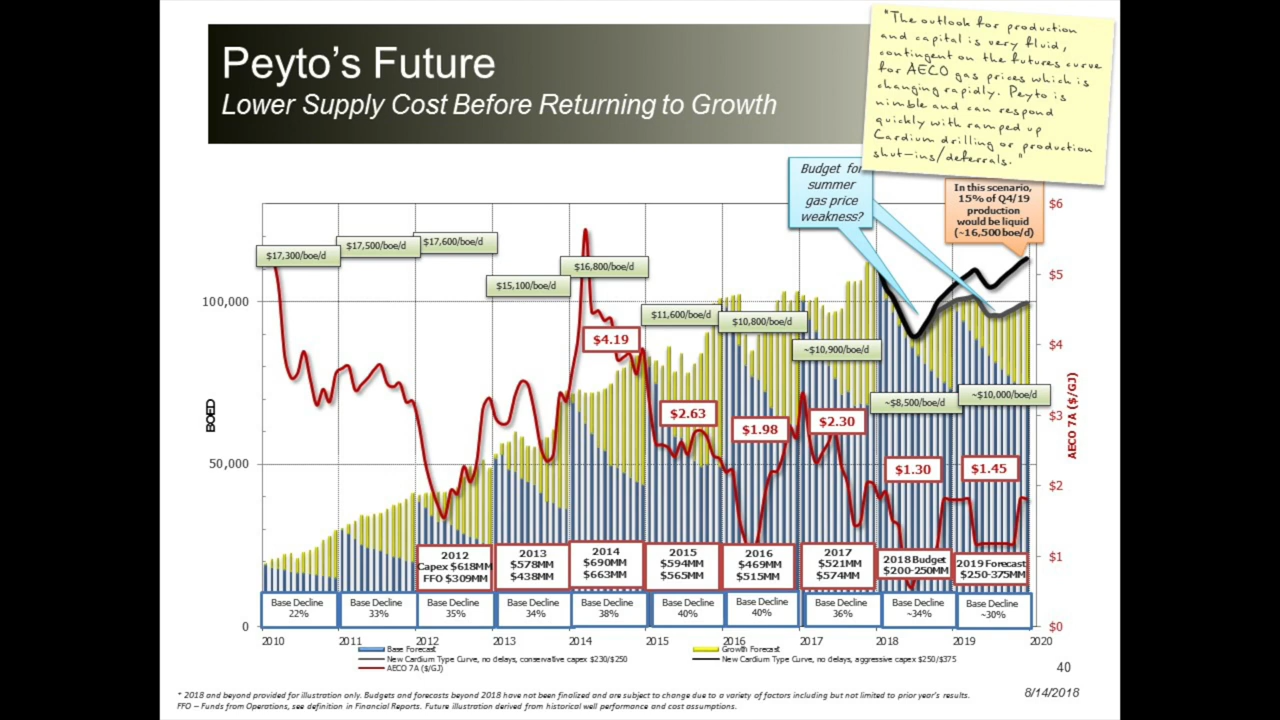 Peyto's Future
Lower Supply Cost Before Returning to Growth
"The outlook for production
and capital is very fluid,
contingent on the futures curve
for AECO gas prices which is
changing rapidly. Peyto is
nimble and can respond
quickly with ramped up
Cardium drilling or production
shut-ins/deferrals."
Budget for
summer
gas price
weakness?
In this scenario,
15% of Q4/19
production
would be liquid
(~16,500boe/d)
$17,300/boe/d
$17,500/boe/d
$17,600/boe/d
$15,100/boe/d
$16,800/boe/d
$11,600/boe/d
$10,800/boe/d
~$10,900/boe/d
~$8,500/boe/d
~$10,000/boe/d
$4.19
$2.63
$1.98
$2.30
$1.30
$1.45
100,000
50,000
0
BOED
$6
$5
$4
$3
$2
$1
$0
AECO 7A ($/GJ)
2012
Capex $618MM
FFO $309MM
2013
$578MM
$438MM
2014
$690MM
$663MM
2015
$594MM
$565MM
2016
$469MM
$515MM
2017
$521MM
$574MM
2018 Budget
$200-250MM
2019 Forecast
$250-375MM
Base Decline
22%
Base Decline
33%
Base Decline
35%
Base Decline
34%
Base Decline
38%
Base Decline
40%
Base Decline
40%
Base Decline
36%
Base Decline
~34%
Base Decline
~30%
2010 2011 2012 2013 2014 2015 2016 2017 2018 2019 2020
Base Forecast
Growth Forecast
New Cardium Type Curve, no delays, conservative capex $230/$250
New Cardium Type Curve, no delays, aggressive capex $250/$375
AECO 7A ($/GJ)
40
* 2018 and beyond provided for illustration only. Budgets and forecasts beyond 2018 have not been finalized and are subject to change due to a variety of factors including but not limited to prior year's results.
FFO – Funds from Operations, see definition in Financial Reports. Future illustration derived from historical well performance and cost assumptions.
8/14/2018